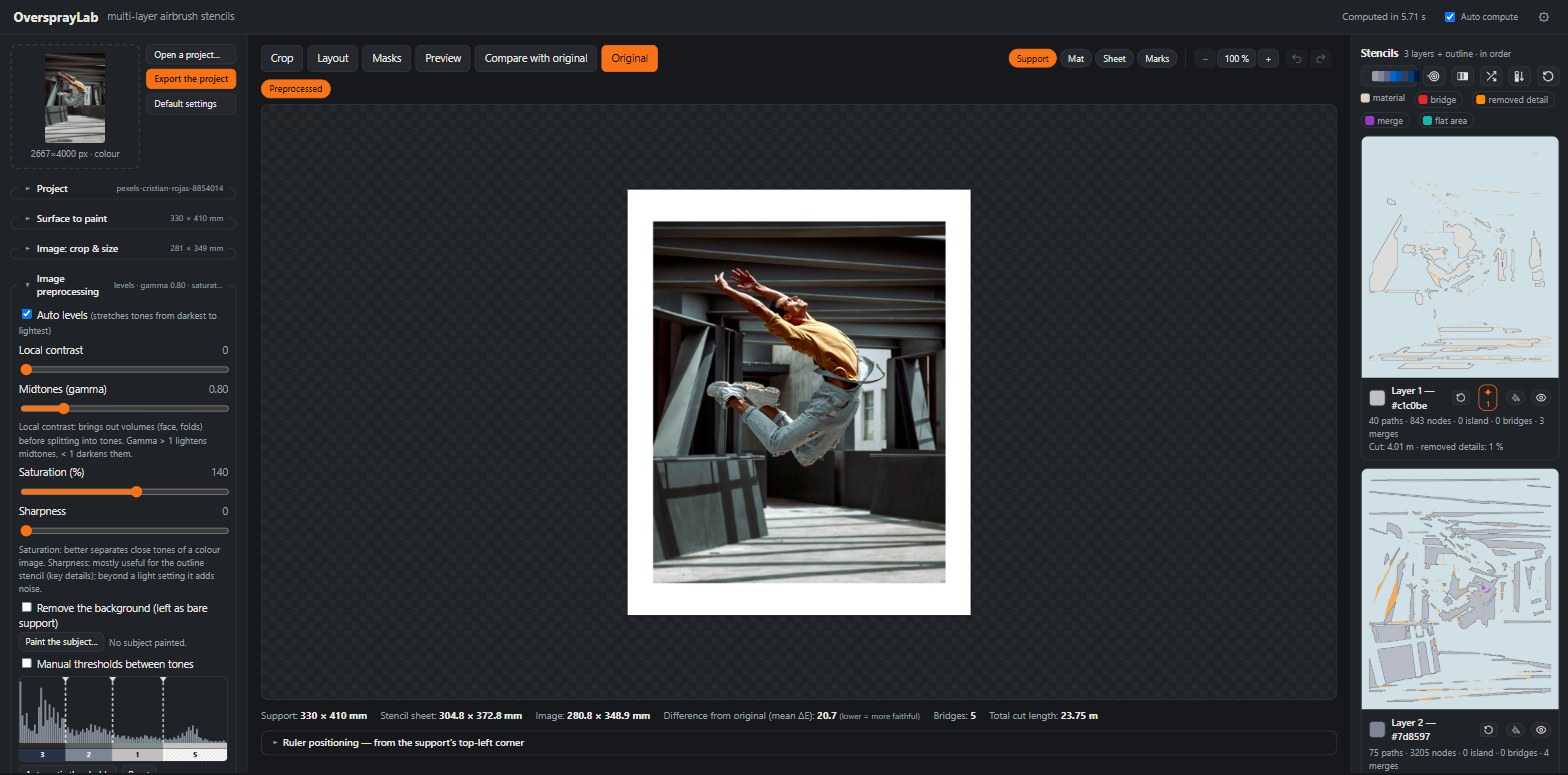 OversprayLab multi-layer airbrush stencils
Computed in 5.71 s Auto compute
Open a project...
Export the project
Default settings
2667×4000 px · colour
Project pexels-cristian-rojas-8854014
Surface to paint 330 × 410 mm
Image: crop & size 281 × 349 mm
Image preprocessing levels · gamma 0.80 · saturat...
Auto levels (stretches tones from darkest to
lightest)
Local contrast 0
Midtones (gamma) 0.80
Local contrast: brings out volumes (face, folds)
before splitting into tones. Gamma > 1 lightens
midtones, < 1 darkens them.
Saturation (%) 140
Sharpness 0
Saturation: better separates close tones of a colour
image. Sharpness: mostly useful for the outline
stencil (key details); beyond a light setting it adds
noise.
Remove the background (left as bare
support)
Paint the subject... No subject painted.
Manual thresholds between tones
3 2 1 S
Crop Layout Masks Preview Compare with original Original
Support Mat Sheet Marks − 100 % +
Preprocessed
Support: 330 × 410 mm Stencil sheet: 304.8 × 372.8 mm Image: 280.8 × 348.9 mm Difference from original (mean ΔE): 20.7 (lower = more faithful) Bridges: 5 Total cut length: 23.75 m
Ruler positioning — from the support's top-left corner
Stencils 3 layers + outline · in order
material bridge removed detail
merge flat area
Layer 1 —
#c1c0be
1
40 paths · 843 nodes · 0 island · 0 bridges · 3
merges
Cut: 4.01 m · removed details: 1 %
Layer 2 —
#7d8597
75 paths · 3205 nodes · 0 island · 0 bridges · 4
merges